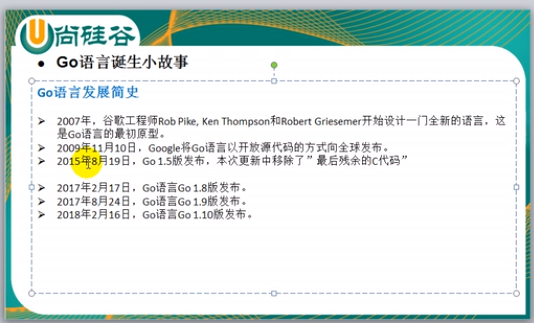 尚硅谷
• Go语言诞生小故事
Go语言发展简史
➢ 2007年，谷歌工程师Rob Pike, Ken Thompson和Robert Griesemer开始设计一门全新的语言，这
是Go语言的最初原型。
➢ 2009年11月10日，Google将Go语言以开放源代码的方式向全球发布。
➢ 2015年8月19日，Go 1.5版发布，本次更新中移除了”最后残余的C代码”
➢ 2017年2月17日，Go语言Go 1.8版发布。
➢ 2017年8月24日，Go语言Go 1.9版发布。
➢ 2018年2月16日，Go语言Go 1.10版发布。